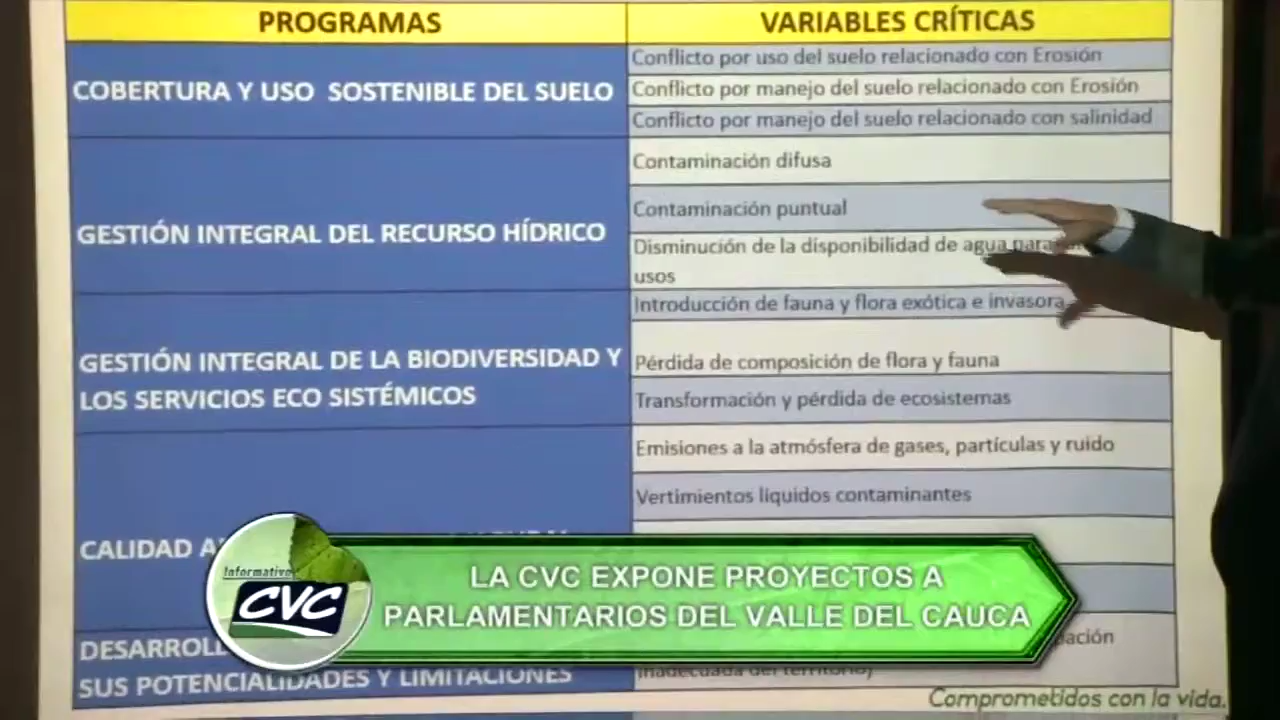 PROGRAMAS
VARIABLES CRÍTICAS
COBERTURA Y USO SOSTENIBLE DEL SUELO
Conflicto por uso del suelo relacionado con Erosión
Conflicto por manejo del suelo relacionado con Erosión
Conflicto por manejo del suelo relacionado con salinidad
GESTIÓN INTEGRAL DEL RECURSO HÍDRICO
Contaminación difusa
Contaminación puntual
Disminución de la disponibilidad de agua para
usos
GESTIÓN INTEGRAL DE LA BIODIVERSIDAD Y
LOS SERVICIOS ECO SISTÉMICOS
Introducción de fauna y flora exótica e invasora
Pérdida de composición de flora y fauna
Transformación y pérdida de ecosistemas
CALIDAD
Emisiones a la atmósfera de gases, partículas y ruido
Vertimientos líquidos contaminantes
SUS POTENCIALIDADES Y LIMITACIONES
inadecuada del territorio)
Comprometidos con la vida.
Informativo
CVC
LA CVC EXPONE PROYECTOS A
PARLAMENTARIOS DEL VALLE DEL CAUCA